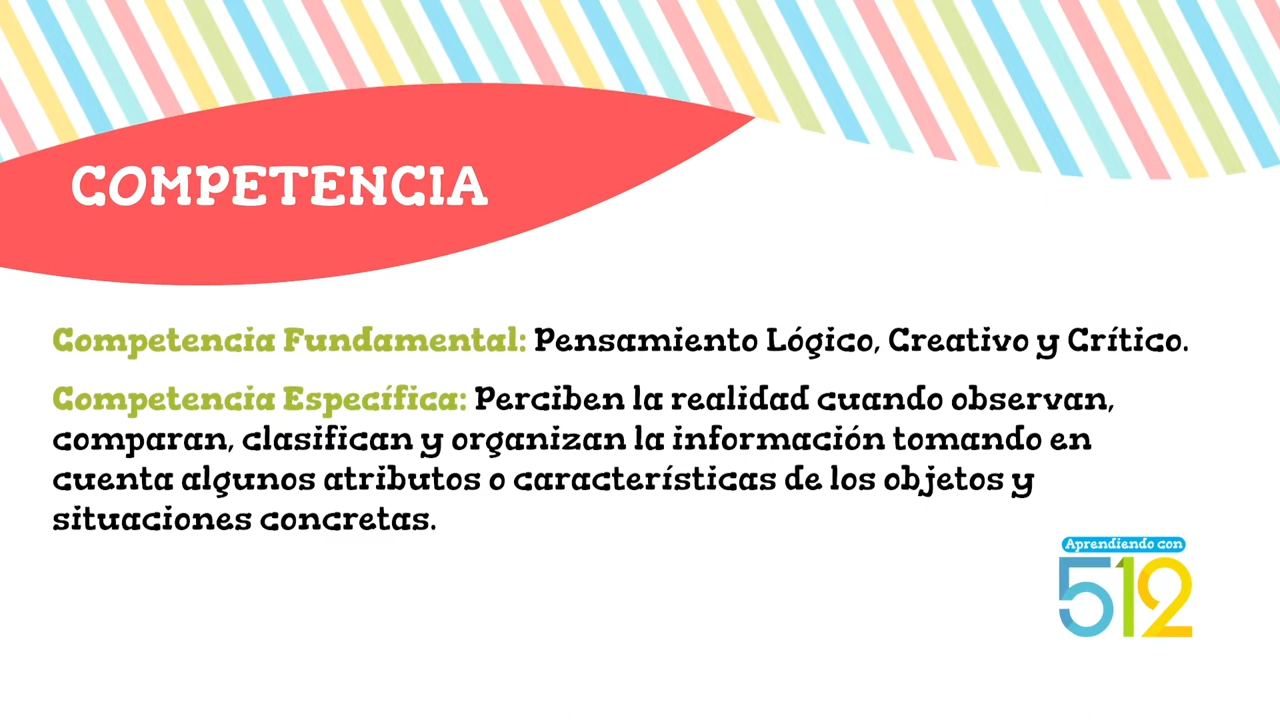 COMPETENCIA
Competencia Fundamental: Pensamiento Lógico, Creativo y Crítico.
Competencia Específica: Perciben la realidad cuando observan,
comparan, clasifican y organizan la información tomando en
cuenta algunos atributos o características de los objetos y
situaciones concretas.
Aprendiendo con
512